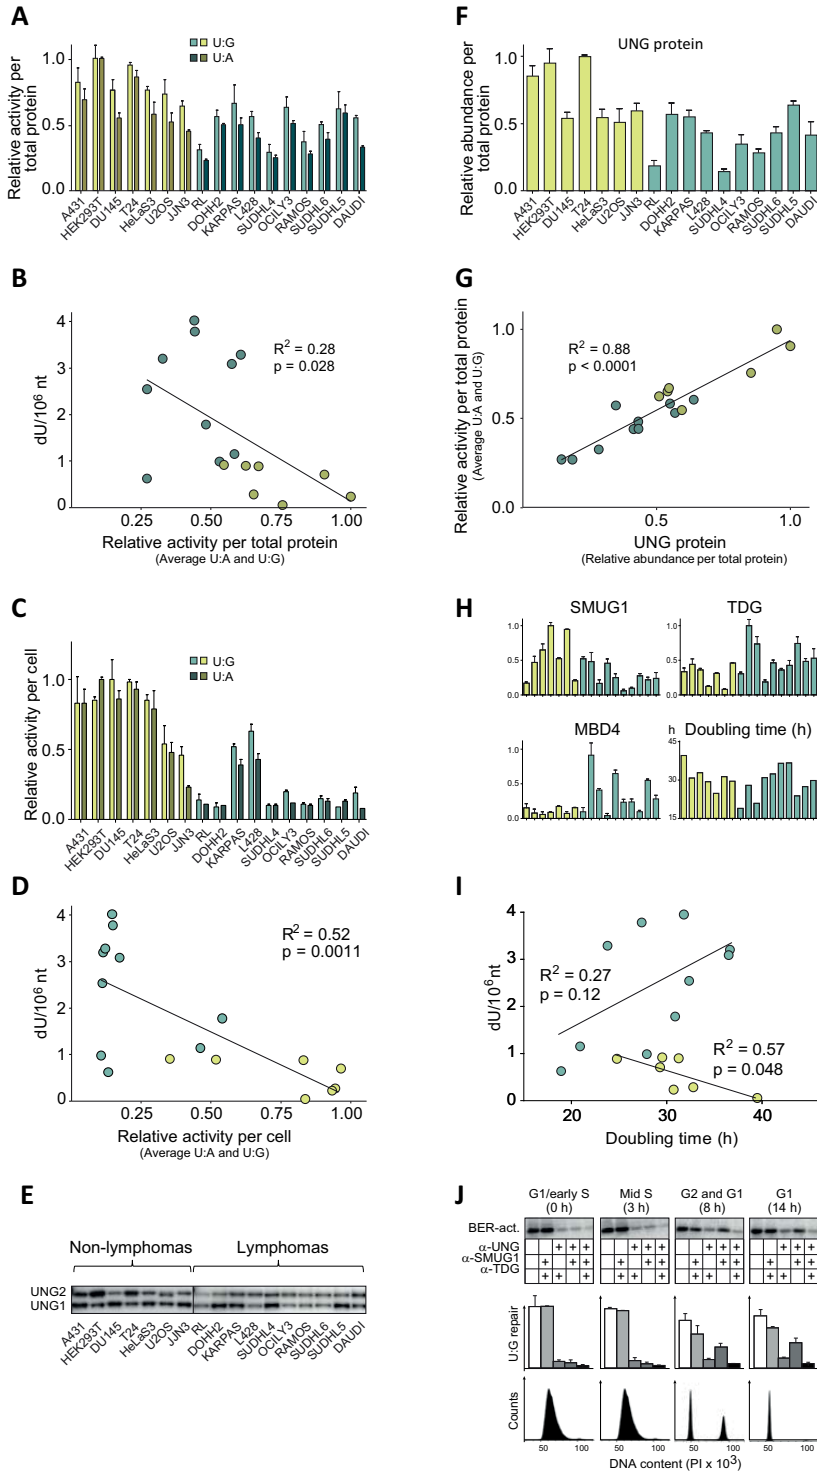 A
Relative activity per
total protein
U:G
U:A
1.0
0.5
0.0
A431
HEK293T
DU145
T24
HeLaS3
U2OS
JJN3
RL
DOHH2
KARPAS
L428
SUDHL4
OCiLY3
RAMOS
SUDHL6
SUDHL5
DAUDI
B
dU/10⁶ nt
4
3
2
1
0
R² = 0.28
p = 0.028
0.25
0.50
0.75
1.00
Relative activity per total protein
(Average U:A and U:G)
C
Relative activity per cell
U:G
U:A
1.0
0.5
0.0
A431
HEK293T
DU145
T24
HeLaS3
U2OS
JJN3
RL
DOHH2
KARPAS
L428
SUDHL4
OCiLY3
RAMOS
SUDHL6
SUDHL5
DAUDI
D
dU/10⁶ nt
4
3
2
1
0
R² = 0.52
p = 0.0011
0.25
0.50
0.75
1.00
Relative activity per cell
(Average U:A and U:G)
E
Non-lymphomas
Lymphomas
UNG2
UNG1
A431
HEK293T
DU145
T24
HeLaS3
U2OS
JJN3
RL
DOHH2
KARPAS
L428
SUDHL4
OCiLY3
RAMOS
SUDHL6
SUDHL5
DAUDI
F
UNG protein
Relative abundance per
total protein
1.0
0.5
0.0
A431
HEK293T
DU145
T24
HeLaS3
U2OS
JJN3
RL
DOHH2
KARPAS
L428
SUDHL4
OCiLY3
RAMOS
SUDHL6
SUDHL5
DAUDI
G
Relative activity per total protein
(Average U:A and U:G)
1.0
0.5
0.0
R² = 0.88
p < 0.0001
0.5
1.0
UNG protein
(Relative abundance per total protein)
H
SMUG1
1.0
0.5
0.0
TDG
1.0
0.5
0.0
MBD4
1.0
0.5
0.0
h Doubling time (h)
45
30
15
I
dU/10⁶nt
4
3
2
1
0
R² = 0.27
p = 0.12
R² = 0.57
p = 0.048
20
30
40
Doubling time (h)
J
G1/early S
(0 h)
Mid S
(3 h)
G2 and G1
(8 h)
G1
(14 h)
BER-act.
α-UNG + + + + + + + + + + + +
α-SMUG1 + + + + + + + +
α-TDG + + + + + + + +
U:G repair
Counts
50 100 50 100 50 100 50 100
DNA content (PI x 10³)